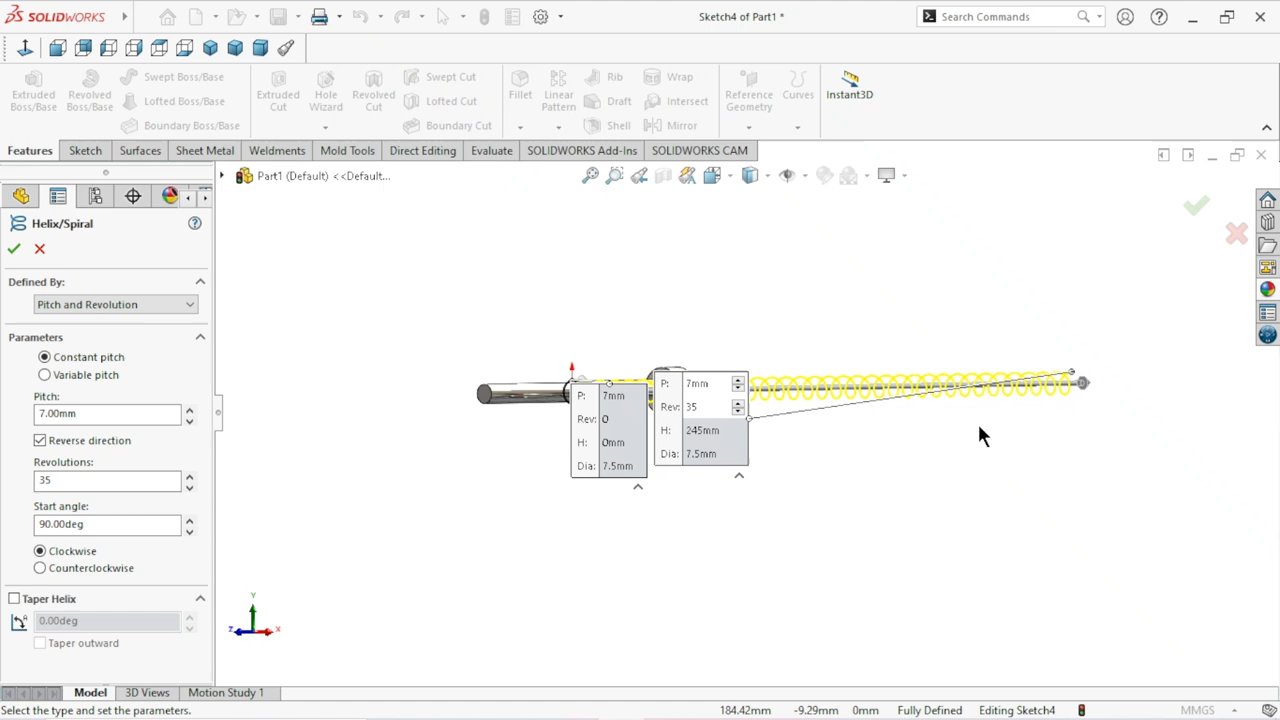 SOLIDWORKS
Sketch4 of Part1 *
Search Commands
Extruded Boss/Base
Revolved Boss/Base
Swept Boss/Base
Lofted Boss/Base
Boundary Boss/Base
Extruded Cut
Hole Wizard
Revolved Cut
Swept Cut
Lofted Cut
Boundary Cut
Fillet
Linear Pattern
Rib
Draft
Shell
Wrap
Intersect
Mirror
Reference Geometry
Curves
Instant3D
Features
Sketch
Surfaces
Sheet Metal
Weldments
Mold Tools
Direct Editing
Evaluate
SOLIDWORKS Add-Ins
SOLIDWORKS CAM
Part1 (Default) <<Default...
Helix/Spiral
Defined By:
Pitch and Revolution
Parameters
Constant pitch
Variable pitch
Pitch:
7.00mm
Reverse direction
Revolutions:
35
Start angle:
90.00deg
Clockwise
Counterclockwise
Taper Helix
0.00deg
Taper outward
P: 7mm
Rev: 0
H: 0mm
Dia: 7.5mm
P: 7mm
Rev: 35
H: 245mm
Dia: 7.5mm
Y
Z
X
Model
3D Views
Motion Study 1
Select the type and set the parameters.
184.42mm
-9.29mm
0mm
Fully Defined
Editing Sketch4
MMGS